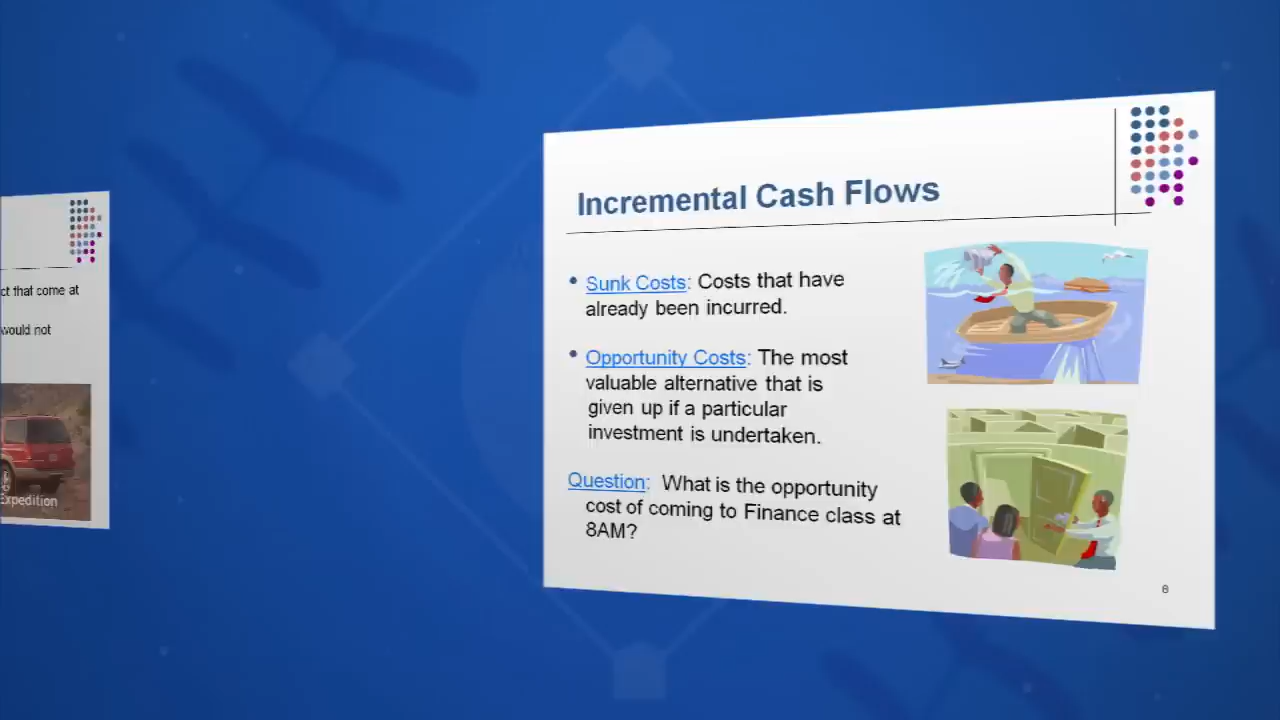 ct that come at
would not
Expedition
Incremental Cash Flows
• Sunk Costs: Costs that have
already been incurred.
• Opportunity Costs: The most
valuable alternative that is
given up if a particular
investment is undertaken.
Question: What is the opportunity
cost of coming to Finance class at
8AM?
6